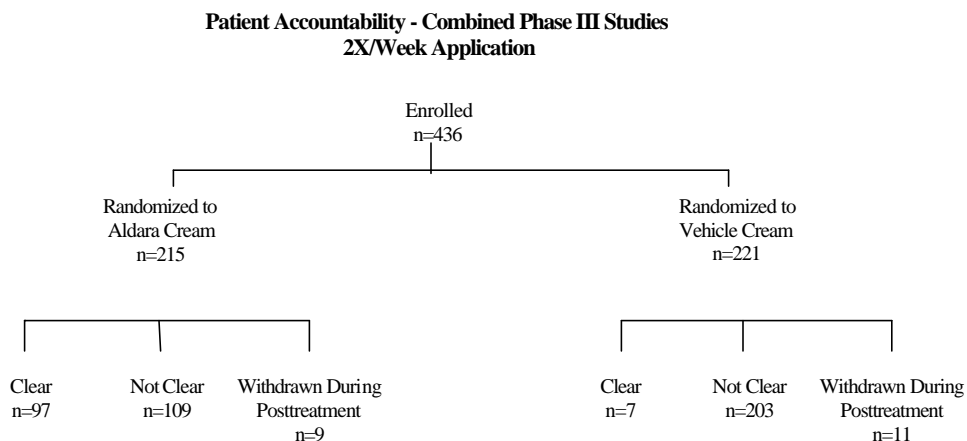 Patient Accountability - Combined Phase III Studies
2X/Week Application
Enrolled
n=436
Randomized to
Aldara Cream
n=215
Randomized to
Vehicle Cream
n=221
Clear
n=97
Not Clear
n=109
Withdrawn During
Posttreatment
n=9
Clear
n=7
Not Clear
n=203
Withdrawn During
Posttreatment
n=11